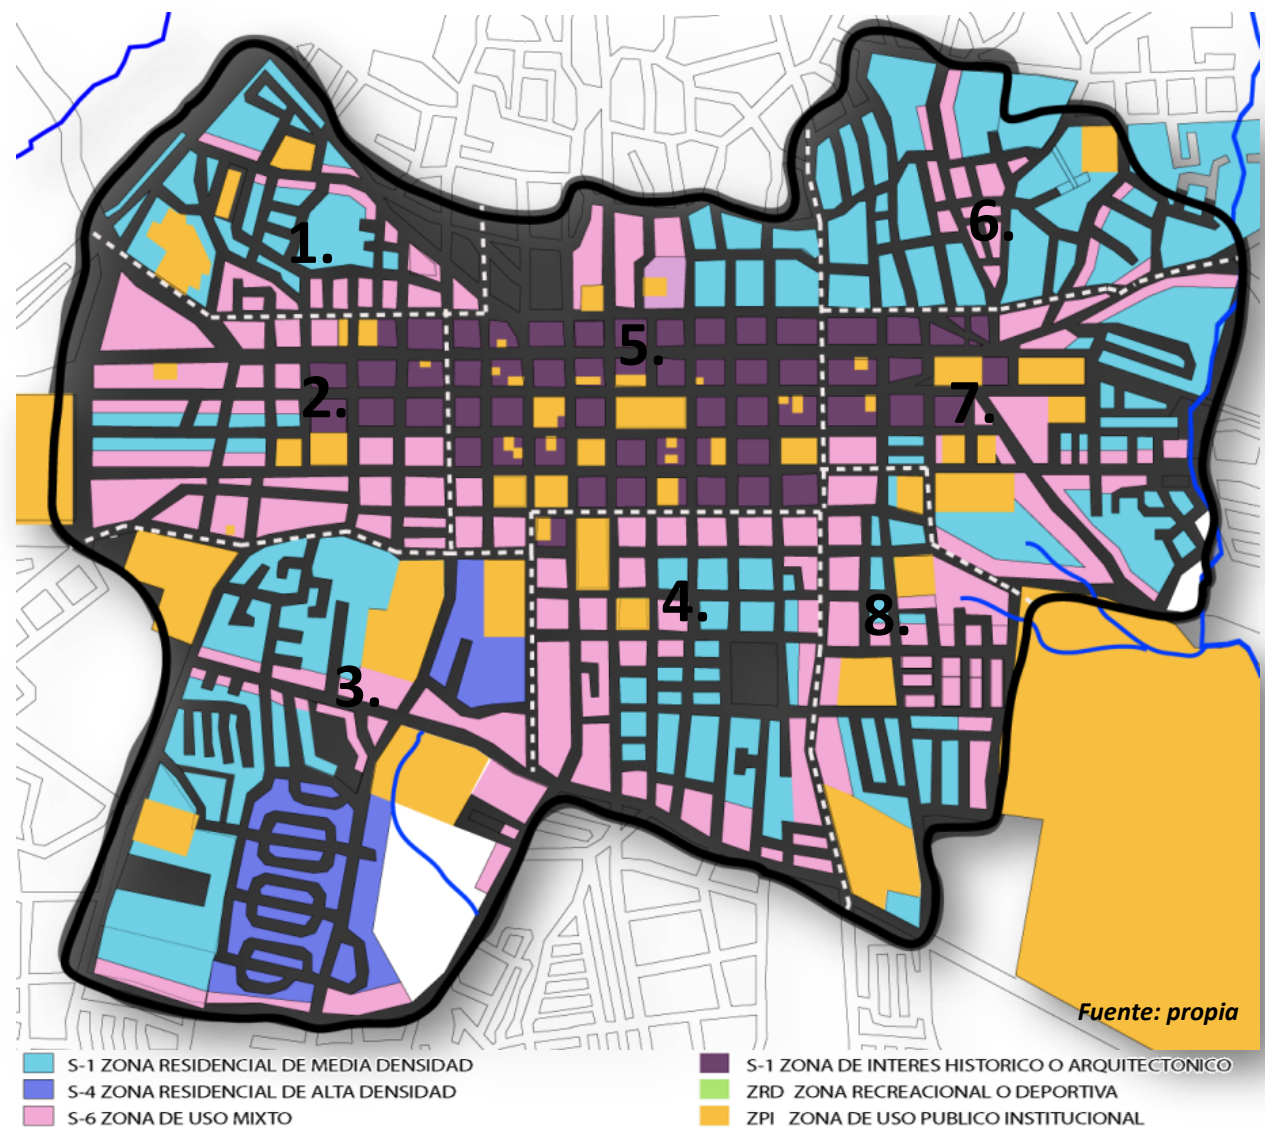 1.
6.
5.
2.
7.
4.
8.
3.
Fuente: propia
S-1 ZONA RESIDENCIAL DE MEDIA DENSIDAD
S-4 ZONA RESIDENCIAL DE ALTA DENSIDAD
S-6 ZONA DE USO MIXTO
S-1 ZONA DE INTERES HISTORICO O ARQUITECTONICO
ZRD ZONA RECREACIONAL O DEPORTIVA
ZPI ZONA DE USO PUBLICO INSTITUCIONAL